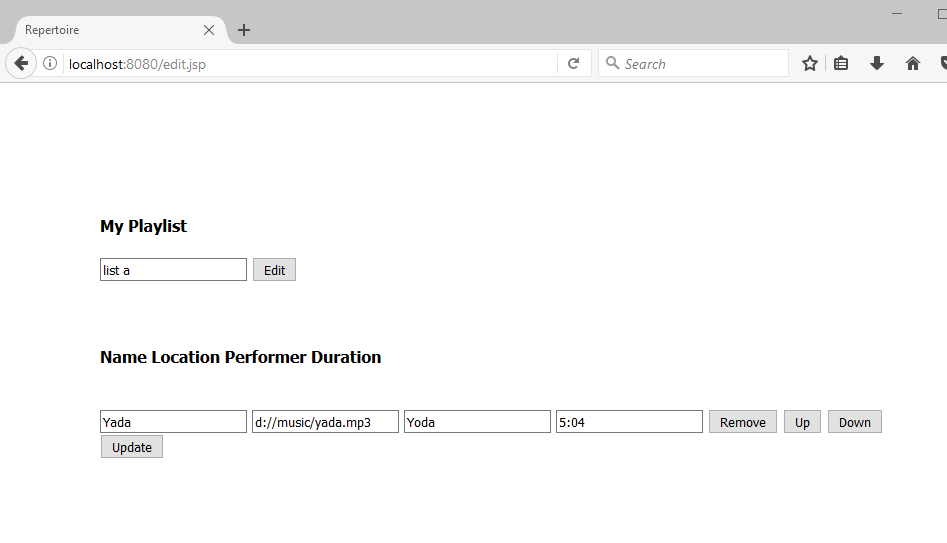 Repertoire
localhost:8080/edit.jsp Search
My Playlist
list a Edit
Name Location Performer Duration
Yada d://music/yada.mp3 Yoda 5:04 Remove Up Down
Update